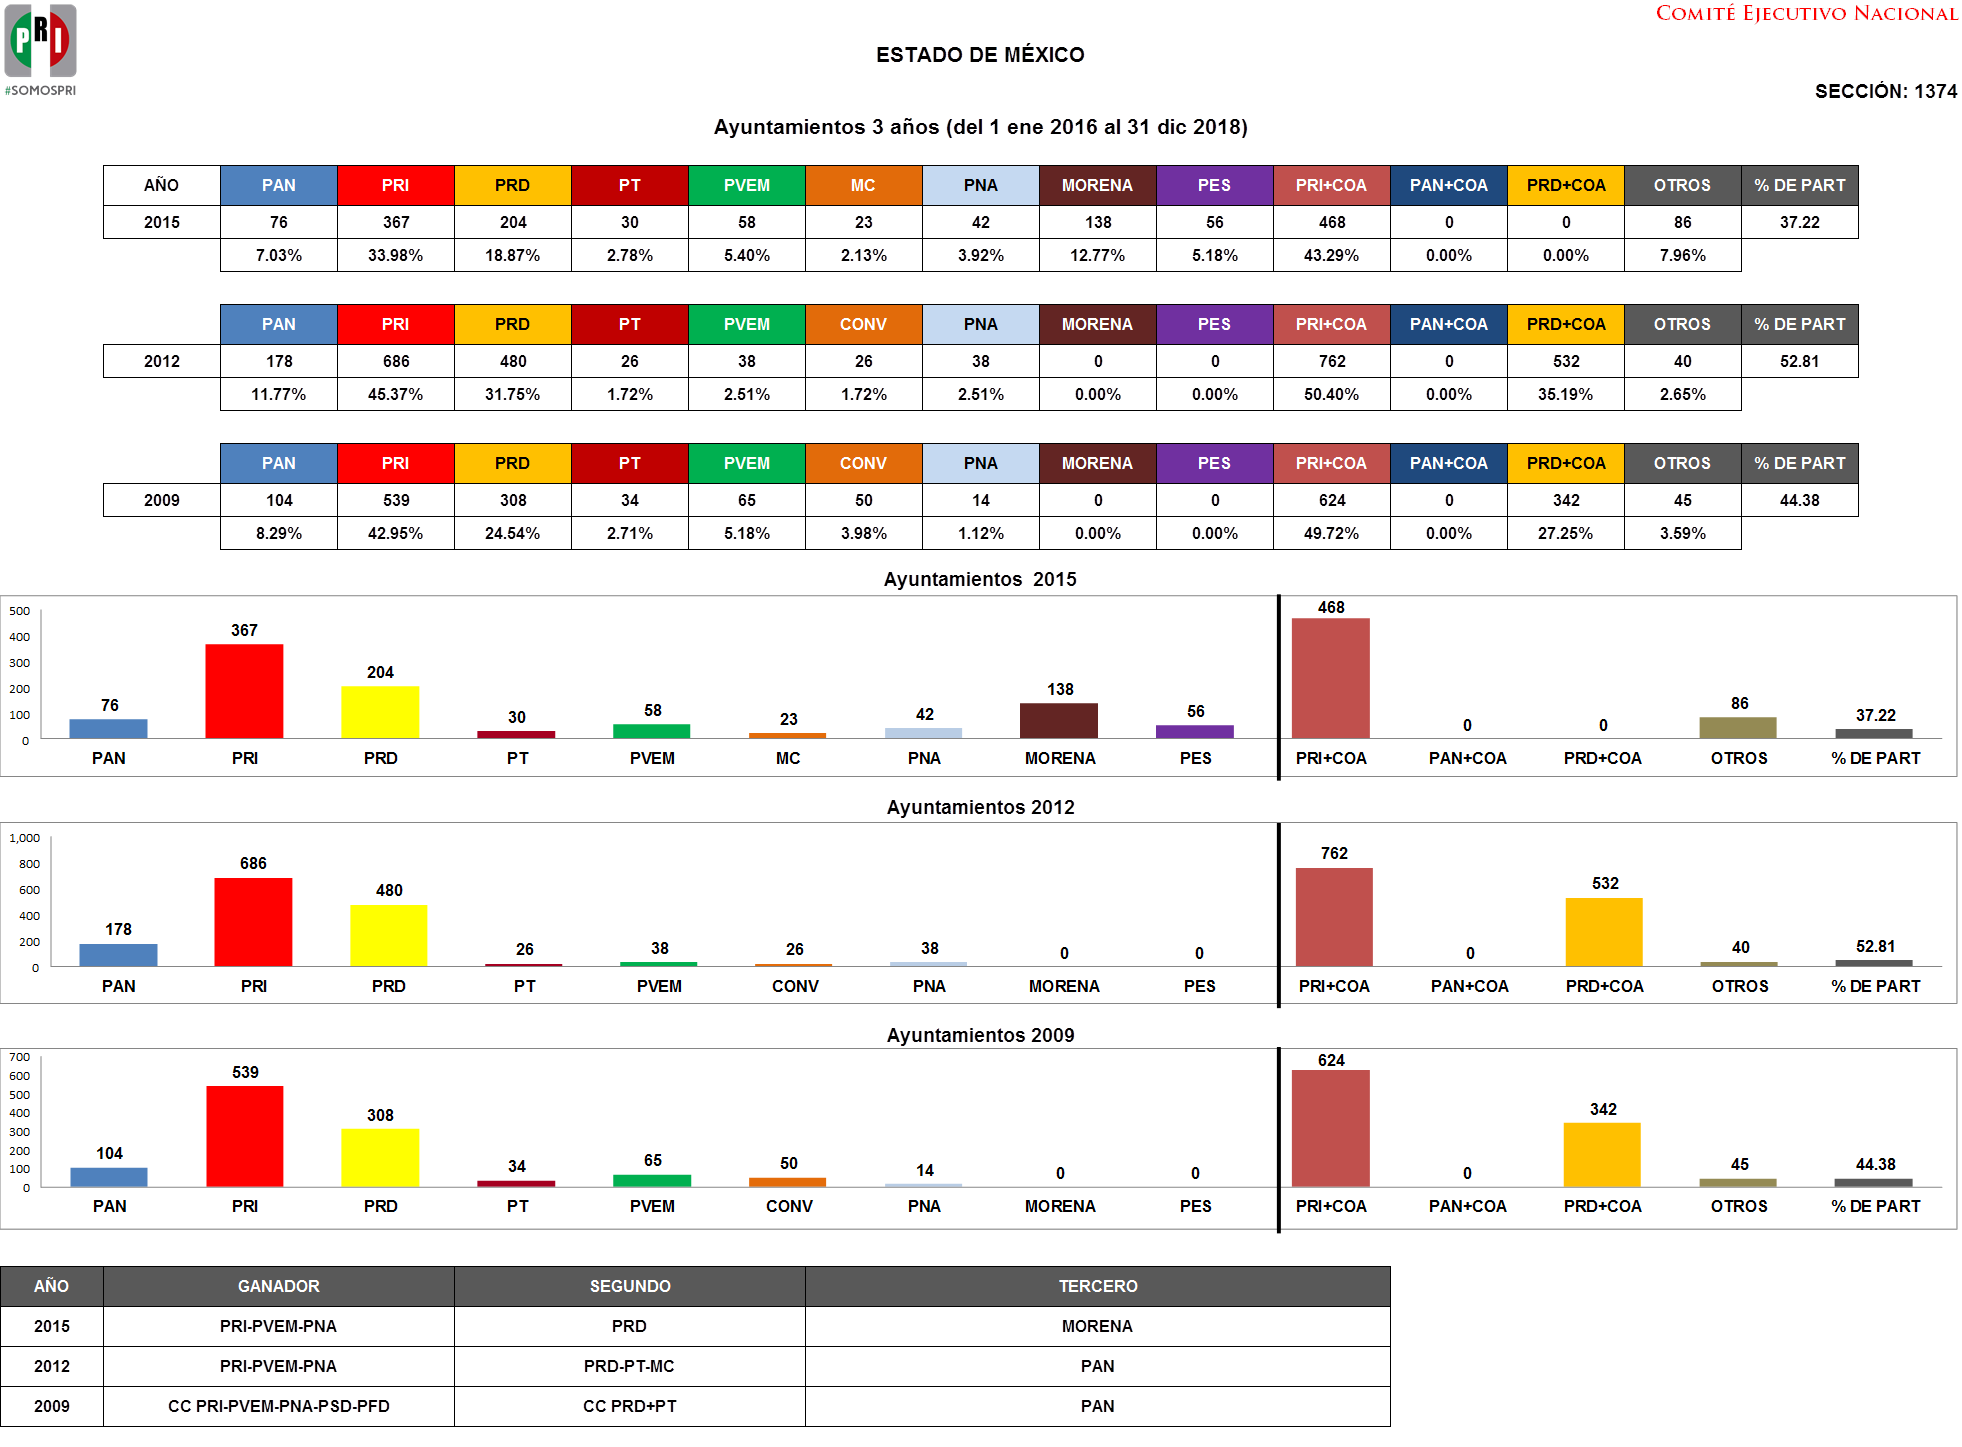 PRI
#SOMOSPRI
COMITÉ EJECUTIVO NACIONAL
ESTADO DE MÉXICO
SECCIÓN: 1374
Ayuntamientos 3 años (del 1 ene 2016 al 31 dic 2018)
AÑO PAN PRI PRD PT PVEM MC PNA MORENA PES PRI+COA PAN+COA PRD+COA OTROS % DE PART
2015 76 367 204 30 58 23 42 138 56 468 0 0 86 37.22
7.03% 33.98% 18.87% 2.78% 5.40% 2.13% 3.92% 12.77% 5.18% 43.29% 0.00% 0.00% 7.96%
PAN PRI PRD PT PVEM CONV PNA MORENA PES PRI+COA PAN+COA PRD+COA OTROS % DE PART
2012 178 686 480 26 38 26 38 0 0 762 0 532 40 52.81
11.77% 45.37% 31.75% 1.72% 2.51% 1.72% 2.51% 0.00% 0.00% 50.40% 0.00% 35.19% 2.65%
PAN PRI PRD PT PVEM CONV PNA MORENA PES PRI+COA PAN+COA PRD+COA OTROS % DE PART
2009 104 539 308 34 65 50 14 0 0 624 0 342 45 44.38
8.29% 42.95% 24.54% 2.71% 5.18% 3.98% 1.12% 0.00% 0.00% 49.72% 0.00% 27.25% 3.59%
Ayuntamientos 2015
500
400
300
200
100
0
76 367 204 30 58 23 42 138 56 468 0 0 86 37.22
PAN PRI PRD PT PVEM MC PNA MORENA PES PRI+COA PAN+COA PRD+COA OTROS % DE PART
Ayuntamientos 2012
1,000
800
600
400
200
0
178 686 480 26 38 26 38 0 0 762 0 532 40 52.81
PAN PRI PRD PT PVEM CONV PNA MORENA PES PRI+COA PAN+COA PRD+COA OTROS % DE PART
Ayuntamientos 2009
700
600
500
400
300
200
100
0
104 539 308 34 65 50 14 0 0 624 0 342 45 44.38
PAN PRI PRD PT PVEM CONV PNA MORENA PES PRI+COA PAN+COA PRD+COA OTROS % DE PART
AÑO GANADOR SEGUNDO TERCERO
2015 PRI-PVEM-PNA PRD MORENA
2012 PRI-PVEM-PNA PRD-PT-MC PAN
2009 CC PRI-PVEM-PNA-PSD-PFD CC PRD+PT PAN